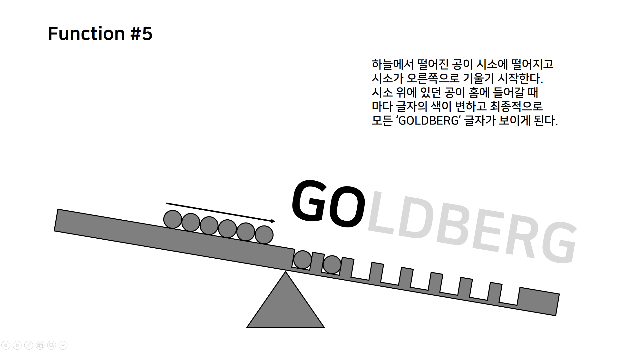 Function #5
하늘에서 떨어진 공이 시소에 떨어지고
시소가 오른쪽으로 기울기 시작한다.
시소 위에 있던 공이 홈에 들어갈 때
마다 글자의 색이 변하고 최종적으로
모든 ‘GOLDBERG’ 글자가 보이게 된다.
GOLDBERG